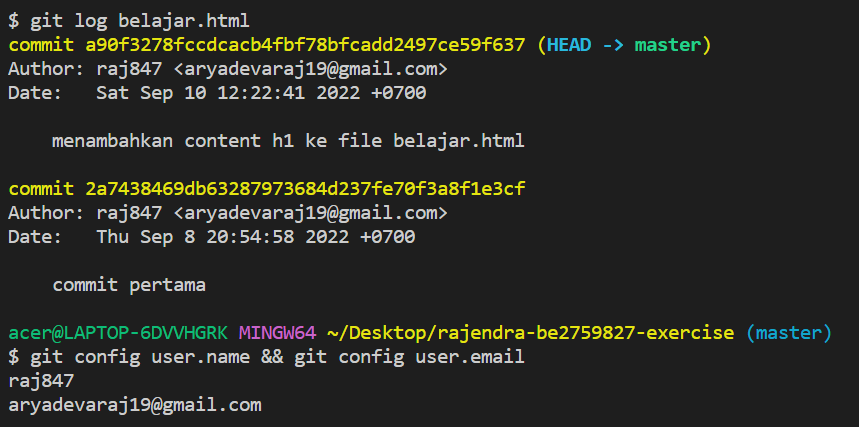 $ git log belajar.html
commit a90f3278fccdcacb4fbf78bfcadd2497ce59f637 (HEAD -> master)
Author: raj847 <aryadevaraj19@gmail.com>
Date:   Sat Sep 10 12:22:41 2022 +0700
    menambahkan content h1 ke file belajar.html
commit 2a7438469db63287973684d237fe70f3a8f1e3cf
Author: raj847 <aryadevaraj19@gmail.com>
Date:   Thu Sep 8 20:54:58 2022 +0700
    commit pertama
acer@LAPTOP-6DVVHGRK MINGW64 ~/Desktop/rajendra-be2759827-exercise (master)
$ git config user.name && git config user.email
raj847
aryadevaraj19@gmail.com